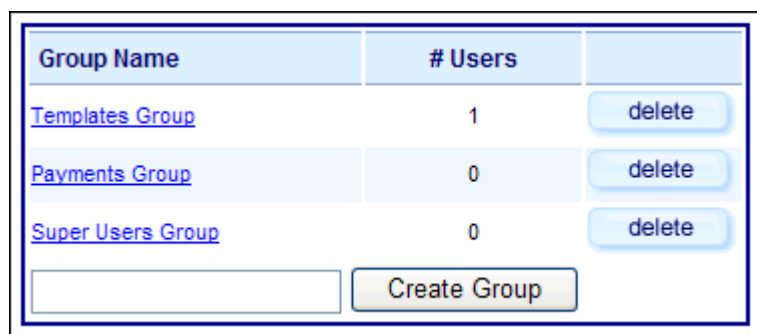 Group Name # Users
Templates Group 1 delete
Payments Group 0 delete
Super Users Group 0 delete
Create Group